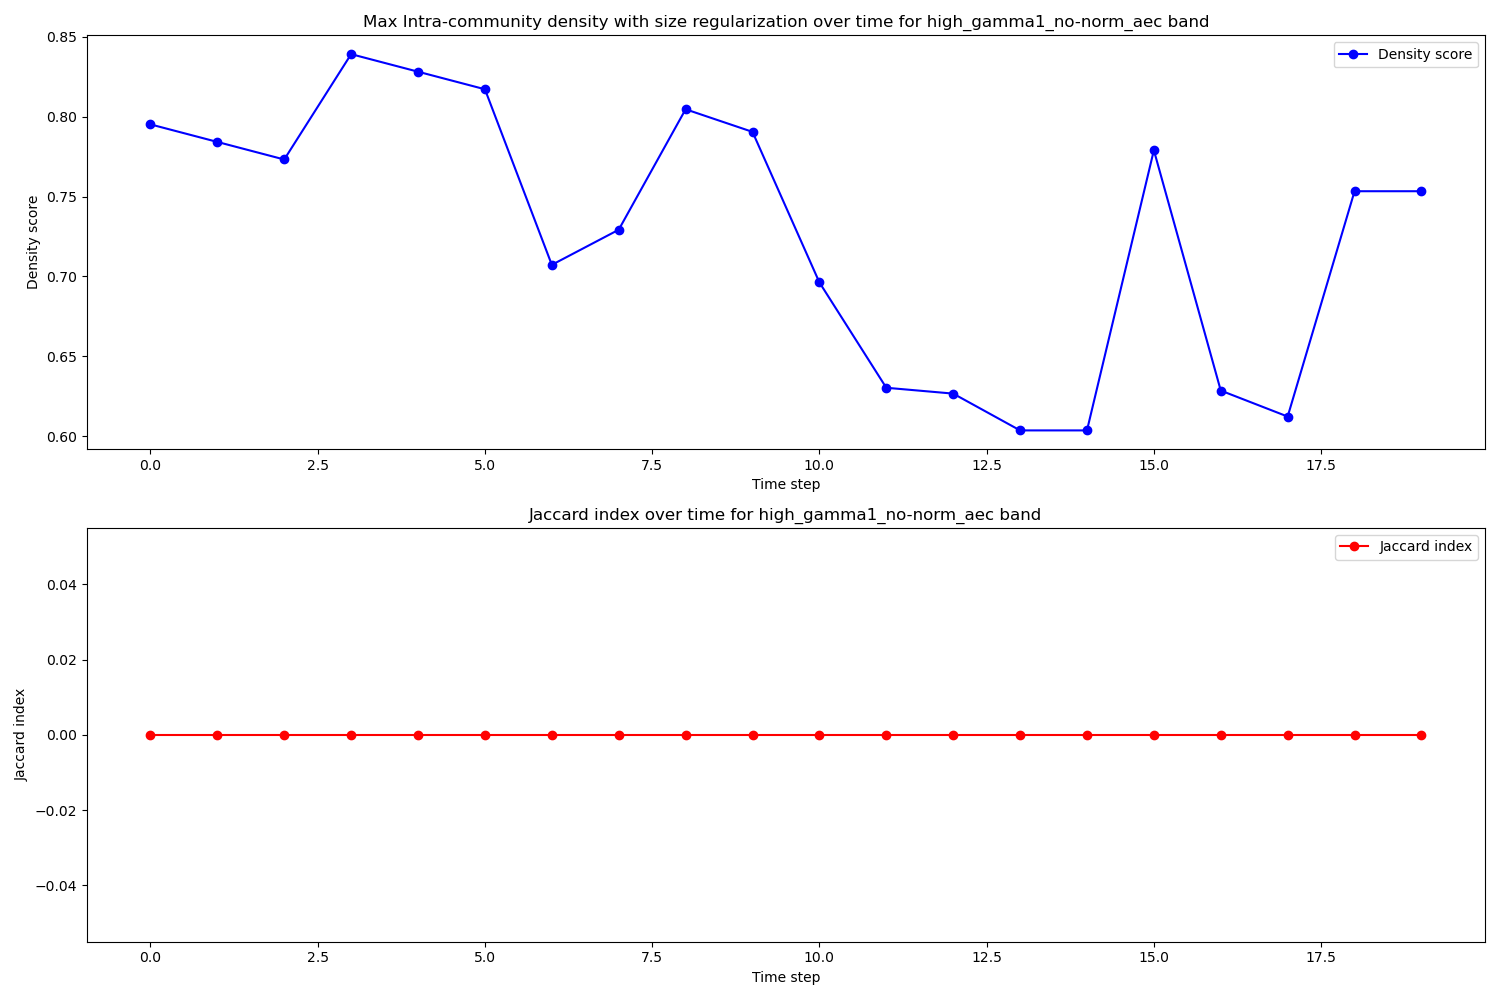 Max Intra-community density with size regularization over time for high_gamma1_no-norm_aec band
Density score
0.85
0.80
0.75
0.70
0.65
0.60
Density score
0.0 2.5 5.0 7.5 10.0 12.5 15.0 17.5
Time step
Jaccard index over time for high_gamma1_no-norm_aec band
Jaccard index
0.04
0.02
0.00
−0.02
−0.04
Jaccard index
0.0 2.5 5.0 7.5 10.0 12.5 15.0 17.5
Time step